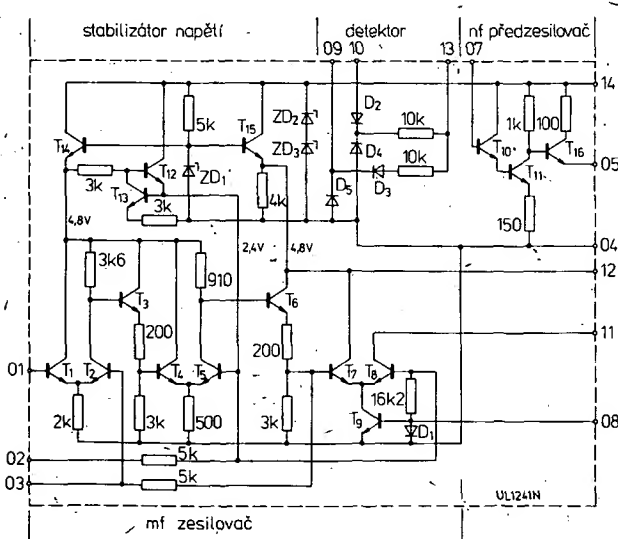 stabilizátor napětí
detektor
nf předzesilovač
09 10 13 07
14
5k
T15
ZD2
D2
10k
1k
100
T14
T12
ZD3
D4
T10
T16
3k
ZD1
10k
T11
05
T13
3k
4k
D5
D3
150
4,8V
2,4V
4,8V
04
12
3k6
T3
910
T6
200
200
11
01
T1
T2
T4
T5
T7
T8
16k2
2k
3k
500
3k
T9
D1
08
02
5k
03
5k
UL1241N
mf zesilovač